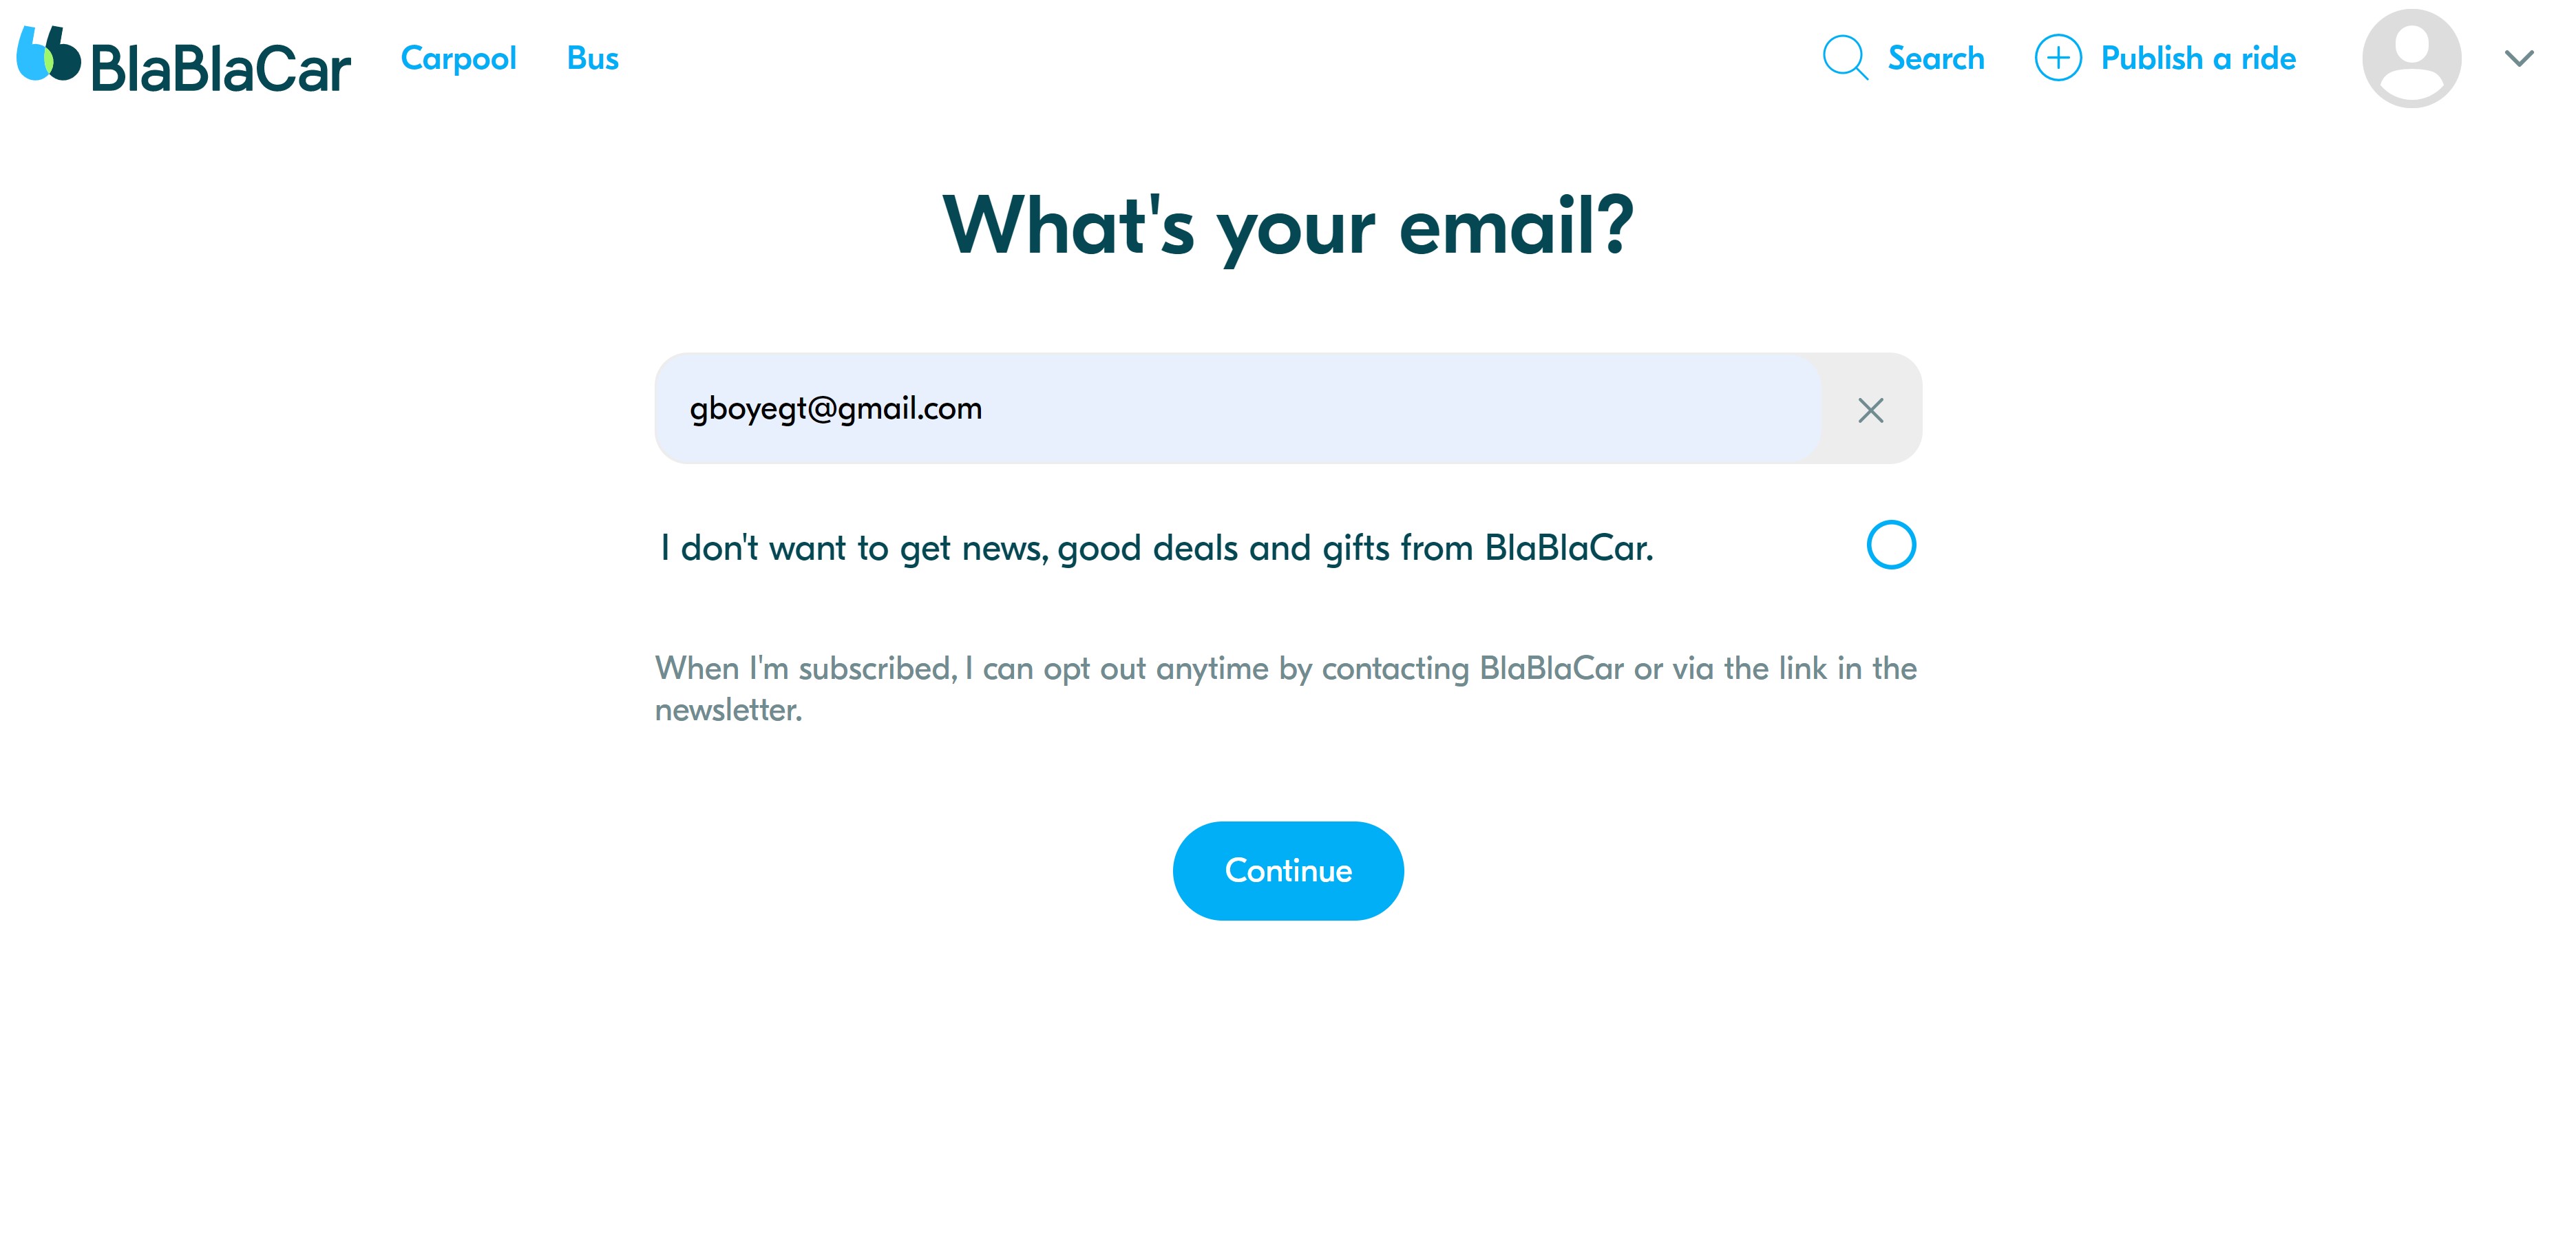 BlaBlaCar Carpool Bus Search Publish a ride
What's your email?
gboyegt@gmail.com
I don't want to get news, good deals and gifts from BlaBlaCar.
When I'm subscribed, I can opt out anytime by contacting BlaBlaCar or via the link in the
newsletter.
Continue